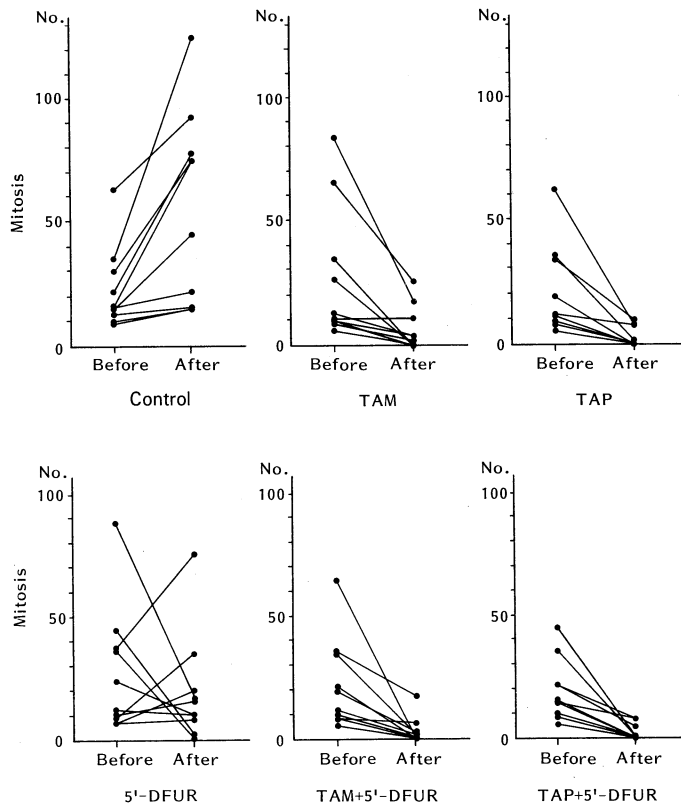 No. No. No.
100 100 100
Mitosis
50 50 50
0 0 0
Before After Before After Before After
Control TAM TAP
No. No. No.
100 100 100
Mitosis
50 50 50
0 0 0
Before After Before After Before After
5'-DFUR TAM+5'-DFUR TAP+5'-DFUR